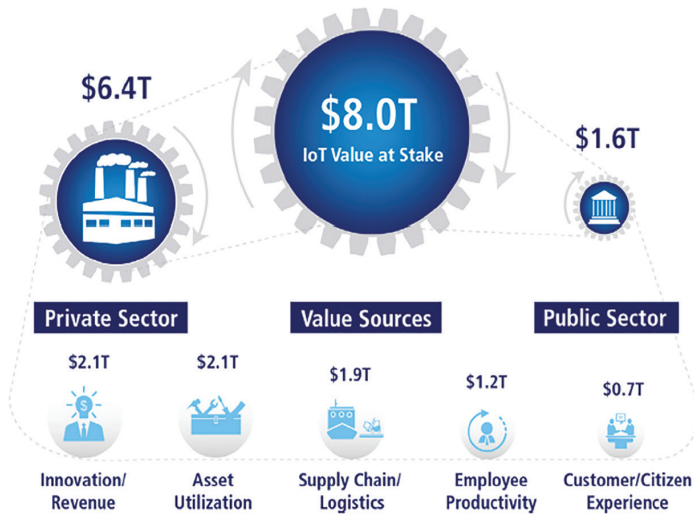 $6.4T
$8.0T
IoT Value at Stake
$1.6T
Private Sector
Value Sources
Public Sector
$2.1T
$2.1T
$1.9T
$1.2T
$0.7T
Innovation/
Revenue
Asset
Utilization
Supply Chain/
Logistics
Employee
Productivity
Customer/Citizen
Experience